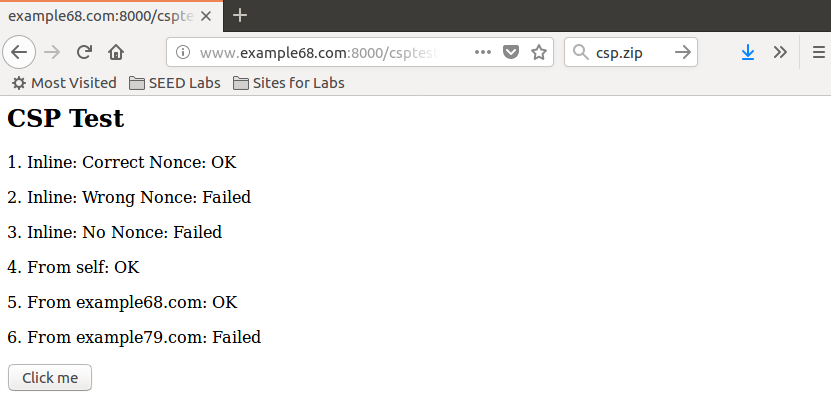 example68.com:8000/cspte
www.example68.com:8000/csptest
csp.zip
Most Visited SEED Labs Sites for Labs
CSP Test
1. Inline: Correct Nonce: OK
2. Inline: Wrong Nonce: Failed
3. Inline: No Nonce: Failed
4. From self: OK
5. From example68.com: OK
6. From example79.com: Failed
Click me